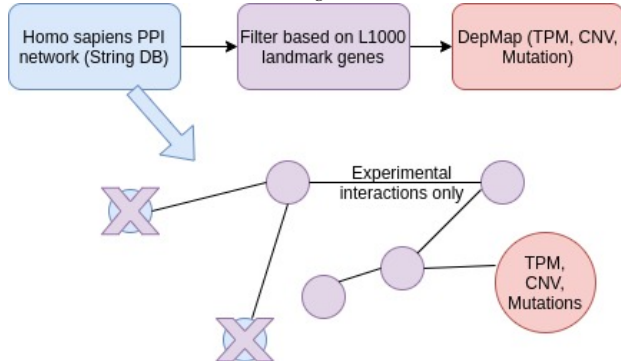 Homo sapiens PPI
network (String DB)
Filter based on L1000
landmark genes
DepMap (TPM, CNV,
Mutation)
Experimental
interactions only
TPM,
CNV,
Mutations